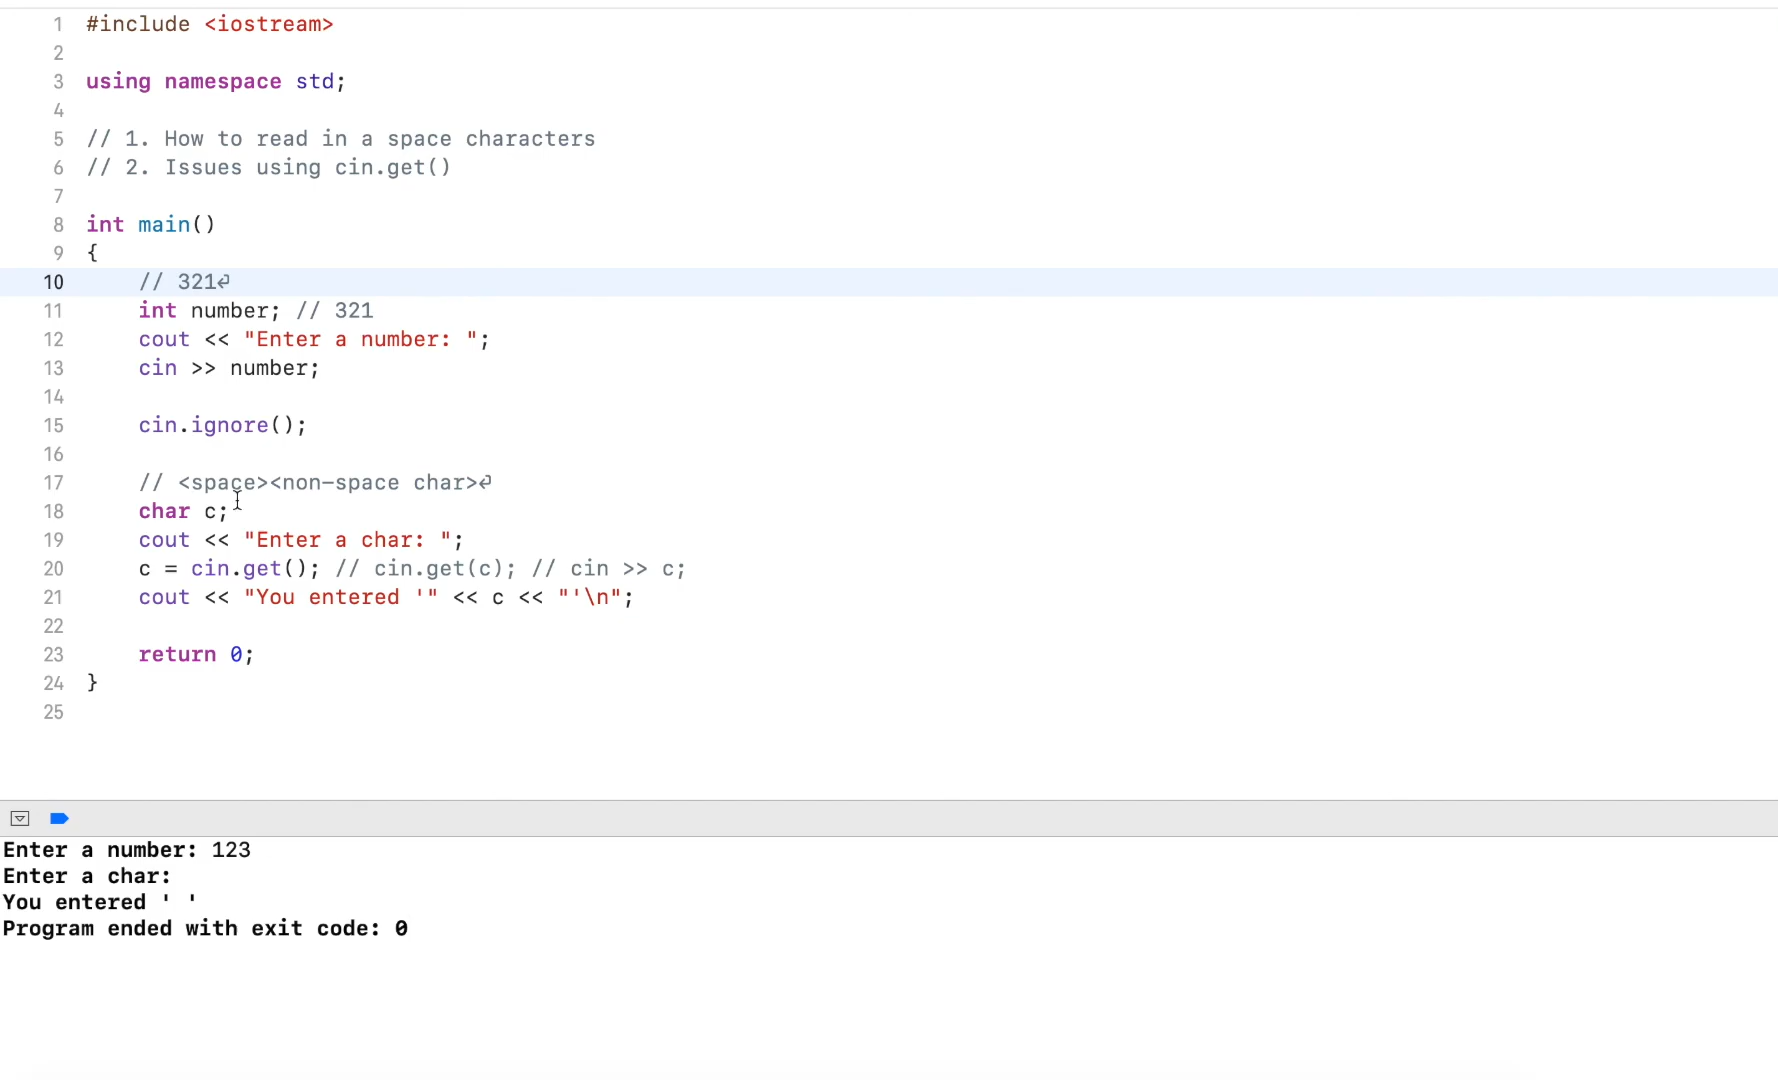 1 #include <iostream>
2
3 using namespace std;
4
5 // 1. How to read in a space characters
6 // 2. Issues using cin.get()
7
8 int main()
9 {
10 // 321⏎
11 int number; // 321
12 cout << "Enter a number: ";
13 cin >> number;
14
15 cin.ignore();
16
17 // <space><non-space char>⏎
18 char c;
19 cout << "Enter a char: ";
20 c = cin.get(); // cin.get(c); // cin >> c;
21 cout << "You entered '" << c << "'\n";
22
23 return 0;
24 }
25
Enter a number: 123
Enter a char:
You entered ' '
Program ended with exit code: 0